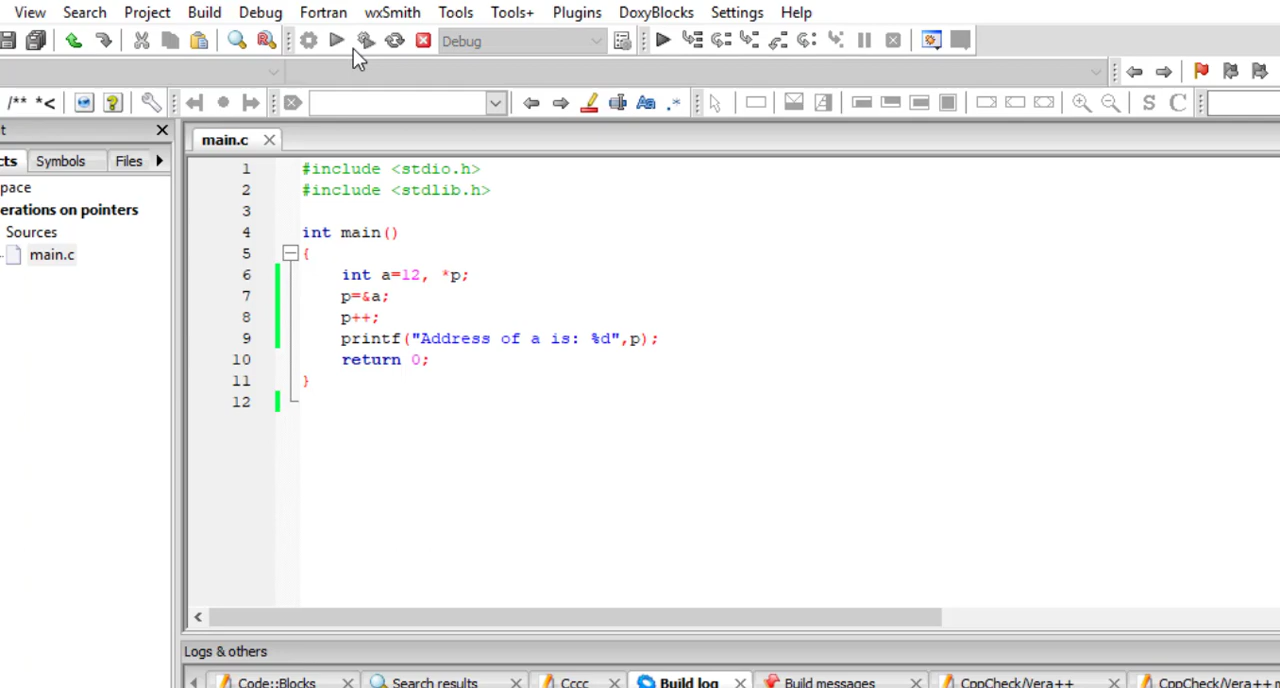 View Search Project Build Debug Fortran wxSmith Tools Tools+ Plugins DoxyBlocks Settings Help
Debug
/** *<
Aa .* S C
t
main.c
cts Symbols Files
pace
erations on pointers
Sources
main.c
1 #include <stdio.h>
2 #include <stdlib.h>
3
4 int main()
5 {
6 int a=12, *p;
7 p=&a;
8 p++;
9 printf("Address of a is: %d",p);
10 return 0;
11 }
12
Logs & others
Code::Blocks Search results Cccc Build log Build messages CppCheck/Vera++ CppCheck/Vera++